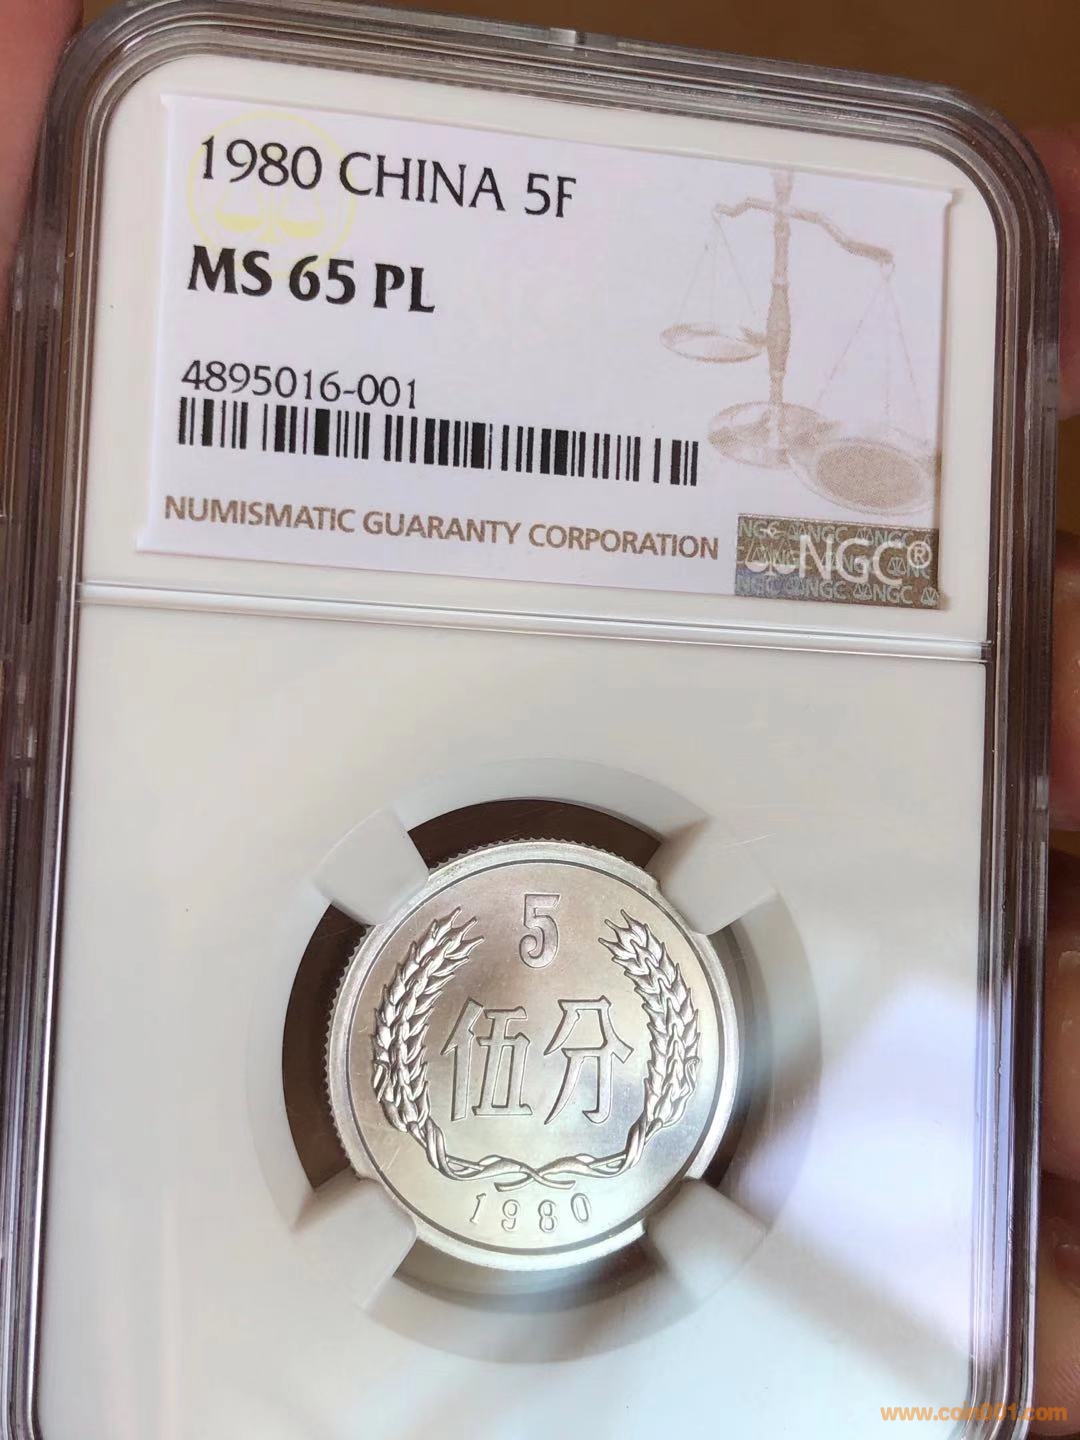 1980 CHINA 5F
MS 65 PL
4895016-001
NUMISMATIC GUARANTY CORPORATION
NGC®
5
伍分
1980
www.coin001.com